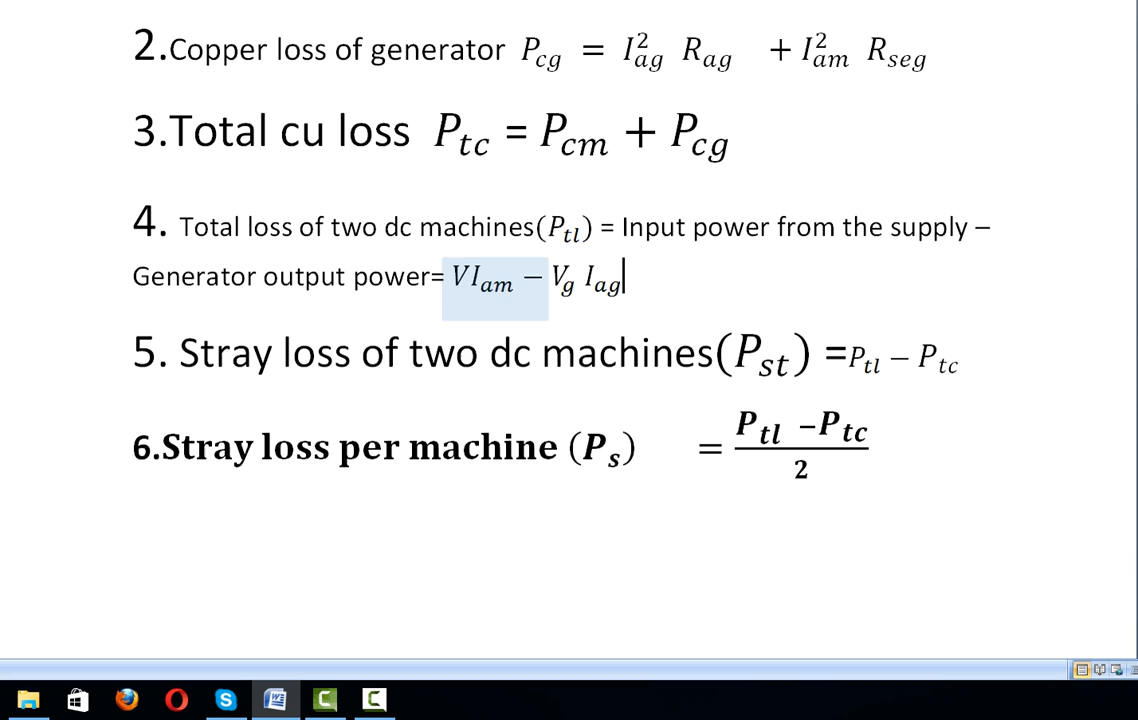 2.Copper loss of generator P_cg = I_ag^2 R_ag + I_am^2 R_seg
3.Total cu loss P_tc = P_cm + P_cg
4. Total loss of two dc machines(P_tl) = Input power from the supply –
Generator output power= VI_am − V_g I_ag
5. Stray loss of two dc machines(P_st) =P_tl − P_tc
6.Stray loss per machine (P_s) = (P_tl −P_tc)/2